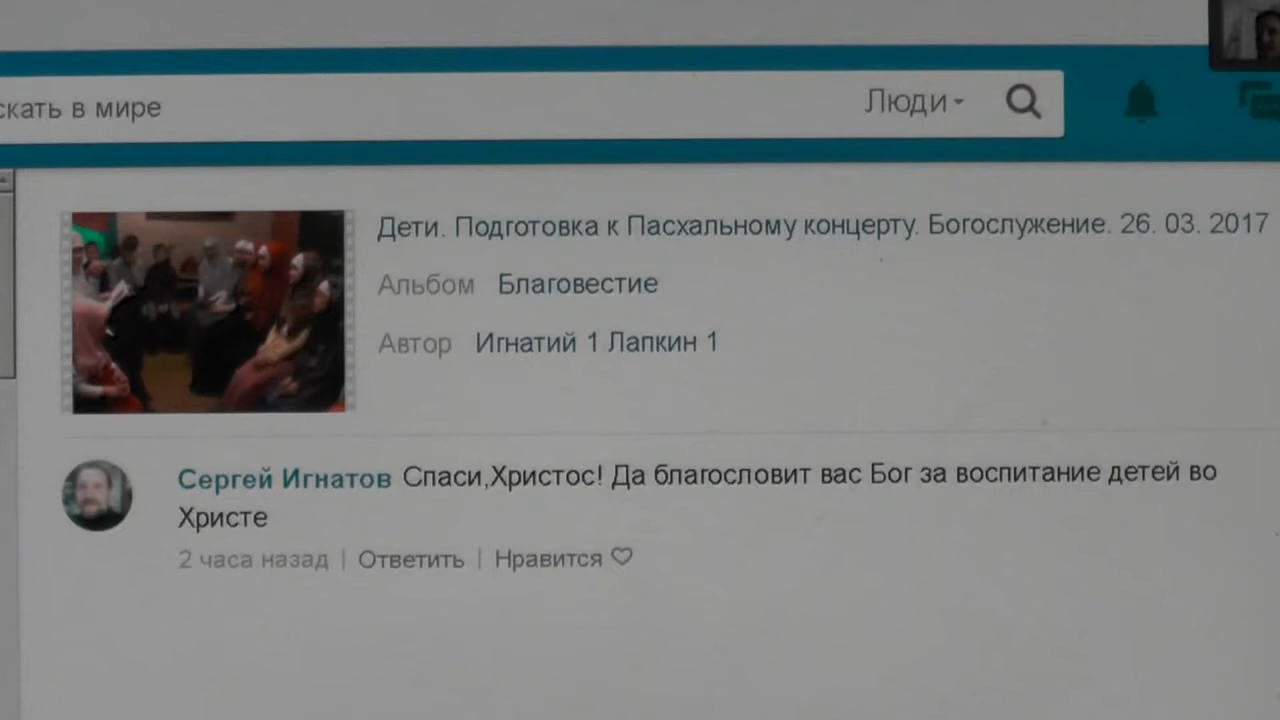 скать в мире
Люди
Дети. Подготовка к Пасхальному концерту. Богослужение. 26. 03. 2017
Альбом Благовестие
Автор Игнатий 1 Лапкин 1
Сергей Игнатов Спаси,Христос! Да благословит вас Бог за воспитание детей во
Христе
2 часа назад | Ответить | Нравится